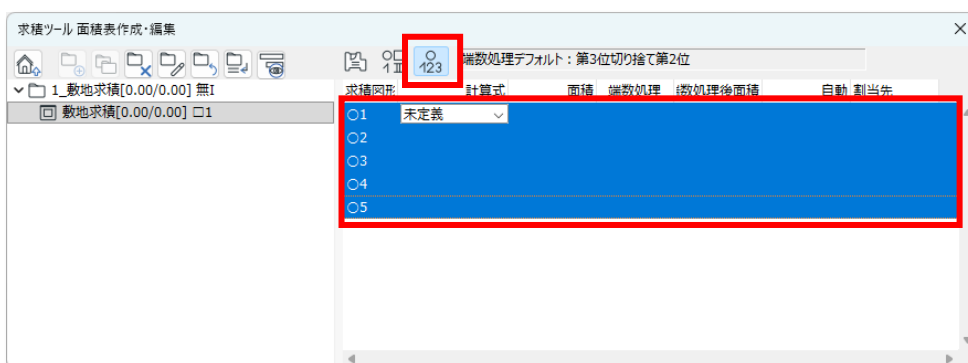 求積ツール 面積表作成・編集
○ 1 Ⅱ ○ 123 端数処理デフォルト：第3位切り捨て第2位
1_敷地求積[0.00/0.00] 無I 求積図形 計算式 面積 端数処理 数処理後面積 自動 割当先
敷地求積[0.00/0.00] □1 ○1 未定義
○2
○3
○4
○5